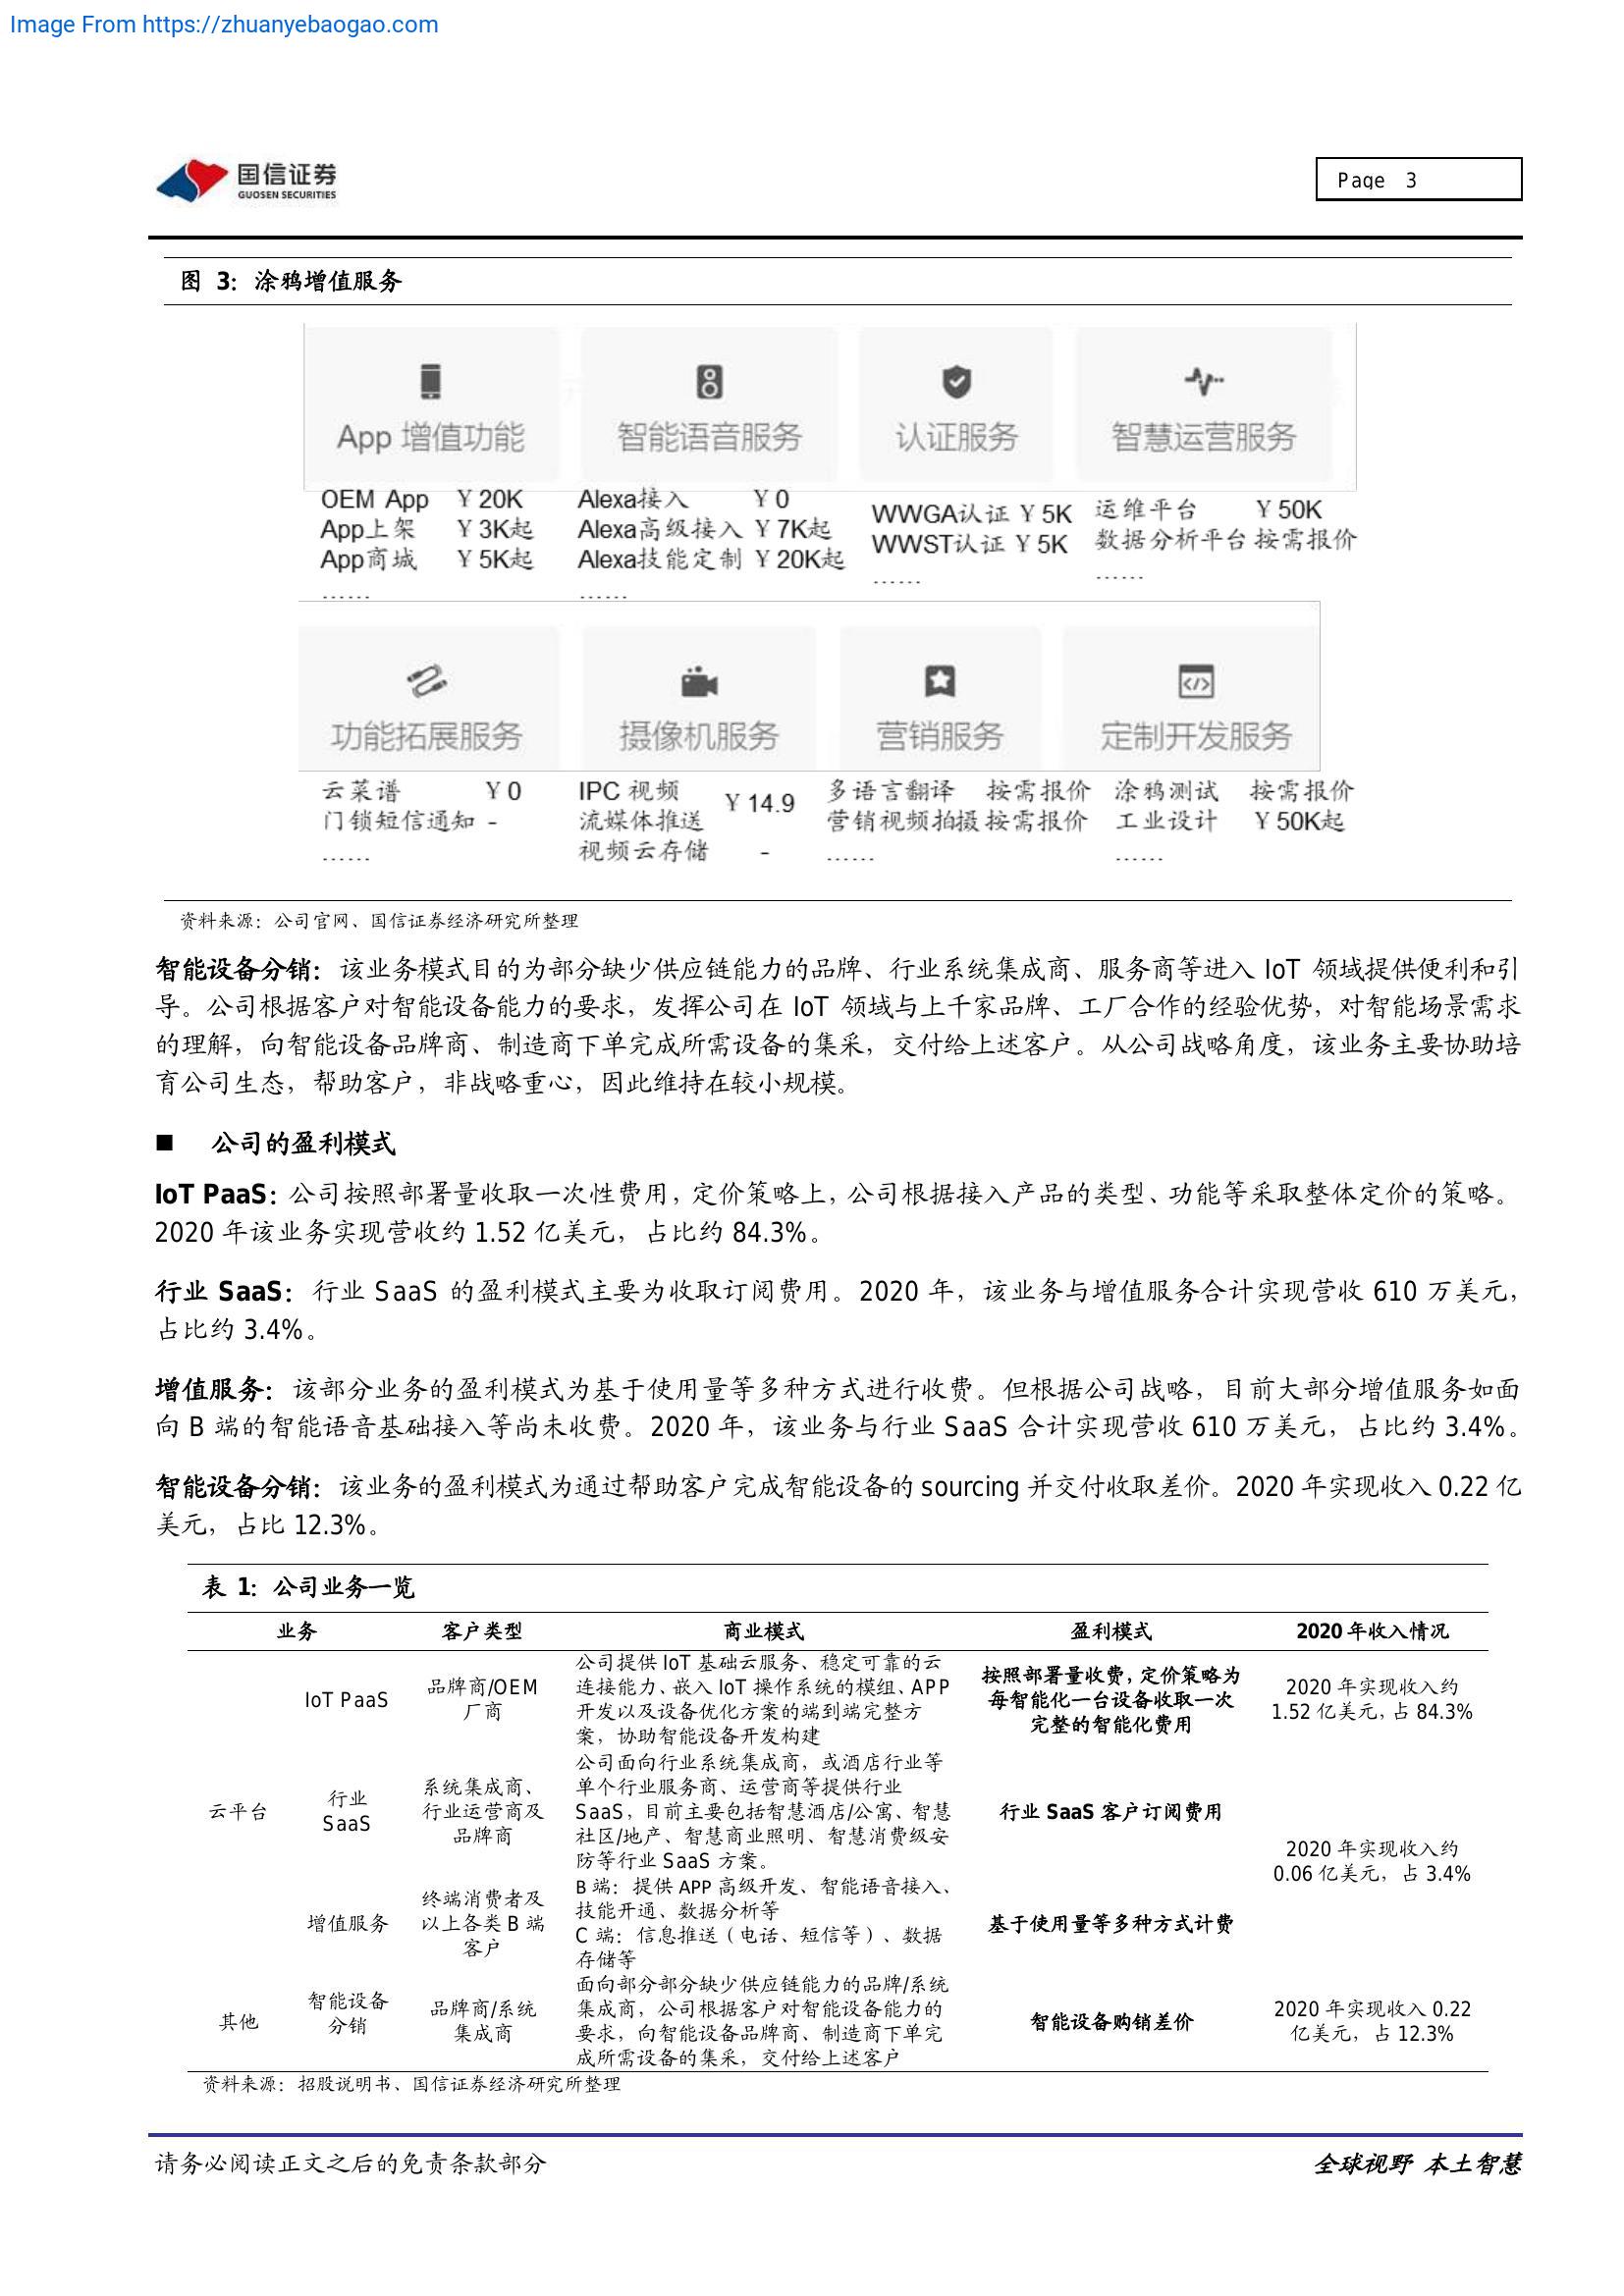 Image From https://zhuanyebaogao.com
国信证券
GUOSEN SECURITIES
Page 3
图 3：涂鸦增值服务
App 增值功能 智能语音服务 认证服务 智慧运营服务
OEM App ￥20K
App上架 ￥3K起
App商城 ￥5K起
……
Alexa接入 ￥0
Alexa高级接入 ￥7K起
Alexa技能定制 ￥20K起
……
WWGA认证 ￥5K
WWST认证 ￥5K
……
运维平台 ￥50K
数据分析平台 按需报价
……
功能拓展服务 摄像机服务 营销服务 定制开发服务
云菜谱 ￥0
门锁短信通知 -
……
IPC 视频
流媒体推送 ￥14.9
视频云存储 -
多语言翻译 按需报价
营销视频拍摄 按需报价
……
涂鸦测试 按需报价
工业设计 ￥50K起
……
资料来源：公司官网、国信证券经济研究所整理
智能设备分销：该业务模式目的为部分缺少供应链能力的品牌、行业系统集成商、服务商等进入 IoT 领域提供便利和引
导。公司根据客户对智能设备能力的要求，发挥公司在 IoT 领域与上千家品牌、工厂合作的经验优势，对智能场景需求
的理解，向智能设备品牌商、制造商下单完成所需设备的集采，交付给上述客户。从公司战略角度，该业务主要协助培
育公司生态，帮助客户，非战略重心，因此维持在较小规模。
■ 公司的盈利模式
IoT PaaS：公司按照部署量收取一次性费用，定价策略上，公司根据接入产品的类型、功能等采取整体定价的策略。
2020 年该业务实现营收约 1.52 亿美元，占比约 84.3%。
行业 SaaS：行业 SaaS 的盈利模式主要为收取订阅费用。2020 年，该业务与增值服务合计实现营收 610 万美元，
占比约 3.4%。
增值服务：该部分业务的盈利模式为基于使用量等多种方式进行收费。但根据公司战略，目前大部分增值服务如面
向 B 端的智能语音基础接入等尚未收费。2020 年，该业务与行业 SaaS 合计实现营收 610 万美元，占比约 3.4%。
智能设备分销：该业务的盈利模式为通过帮助客户完成智能设备的 sourcing 并交付收取差价。2020 年实现收入 0.22 亿
美元，占比 12.3%。
表 1：公司业务一览
业务 客户类型 商业模式 盈利模式 2020 年收入情况
云平台
IoT PaaS
品牌商/OEM
厂商
公司提供 IoT 基础云服务、稳定可靠的云
连接能力、嵌入 IoT 操作系统的模组、APP
开发以及设备优化方案的端到端完整方
案，协助智能设备开发构建
按照部署量收费，定价策略为
每智能化一台设备收取一次
完整的智能化费用
2020 年实现收入约
1.52 亿美元，占 84.3%
行业
SaaS
系统集成商、
行业运营商及
品牌商
公司面向行业系统集成商，或酒店行业等
单个行业服务商、运营商等提供行业
SaaS，目前主要包括智慧酒店/公寓、智慧
社区/地产、智慧商业照明、智慧消费级安
防等行业 SaaS 方案。
行业 SaaS 客户订阅费用
2020 年实现收入约
0.06 亿美元，占 3.4%
增值服务
终端消费者及
以上各类 B 端
客户
B 端：提供 APP 高级开发、智能语音接入、
技能开通、数据分析等
C 端：信息推送（电话、短信等）、数据
存储等
基于使用量等多种方式计费
其他
智能设备
分销
品牌商/系统
集成商
面向部分部分缺少供应链能力的品牌/系统
集成商，公司根据客户对智能设备能力的
要求，向智能设备品牌商、制造商下单完
成所需设备的集采，交付给上述客户
智能设备购销差价
2020 年实现收入 0.22
亿美元，占 12.3%
资料来源：招股说明书、国信证券经济研究所整理
请务必阅读正文之后的免责条款部分
全球视野 本土智慧